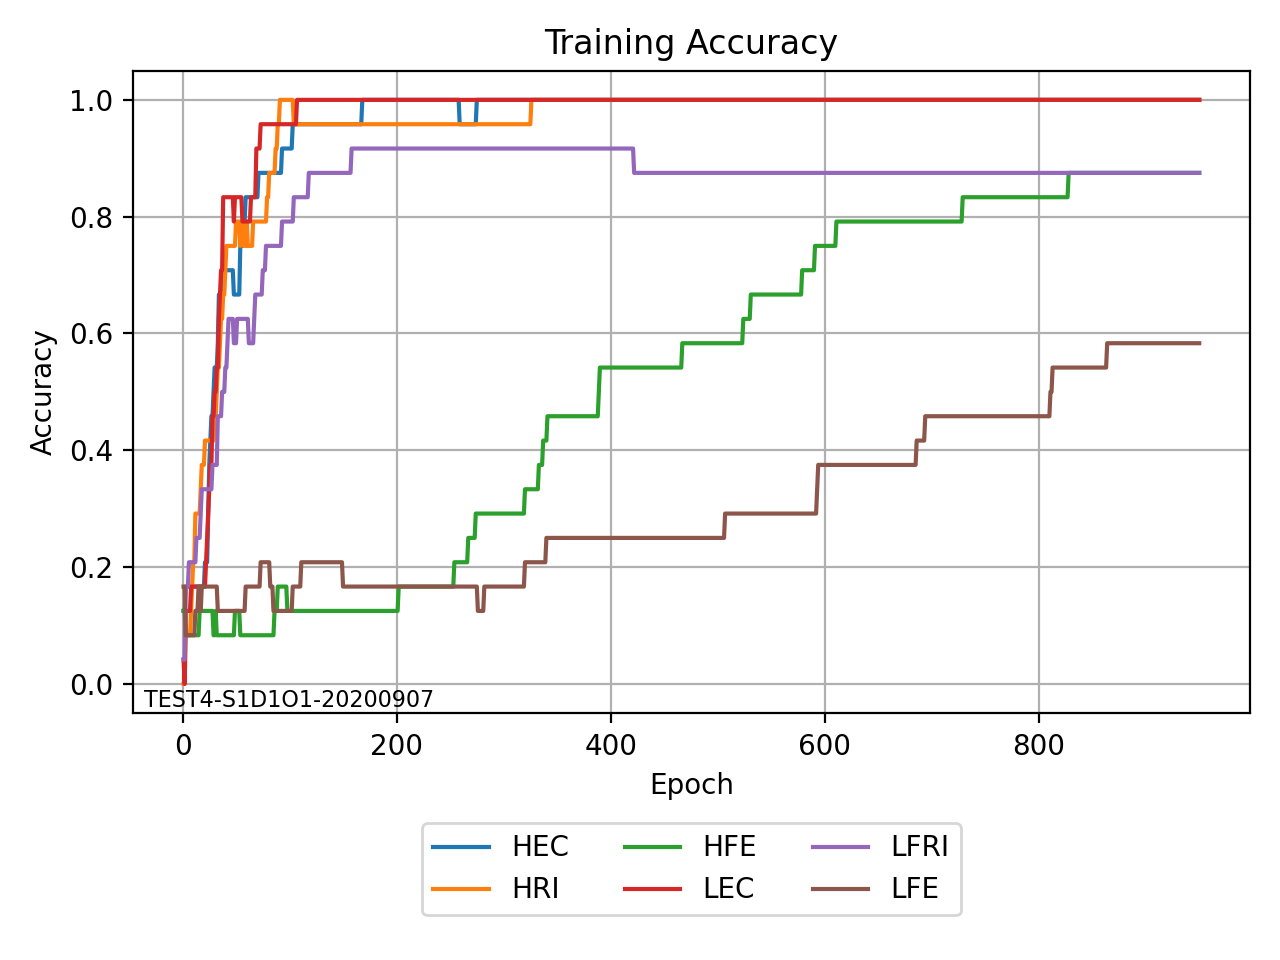 Training Accuracy
1.0
0.8
0.6
0.4
0.2
0.0
Accuracy
TEST4-S1D1O1-20200907
0 200 400 600 800
Epoch
HEC HFE LFRI
HRI LEC LFE